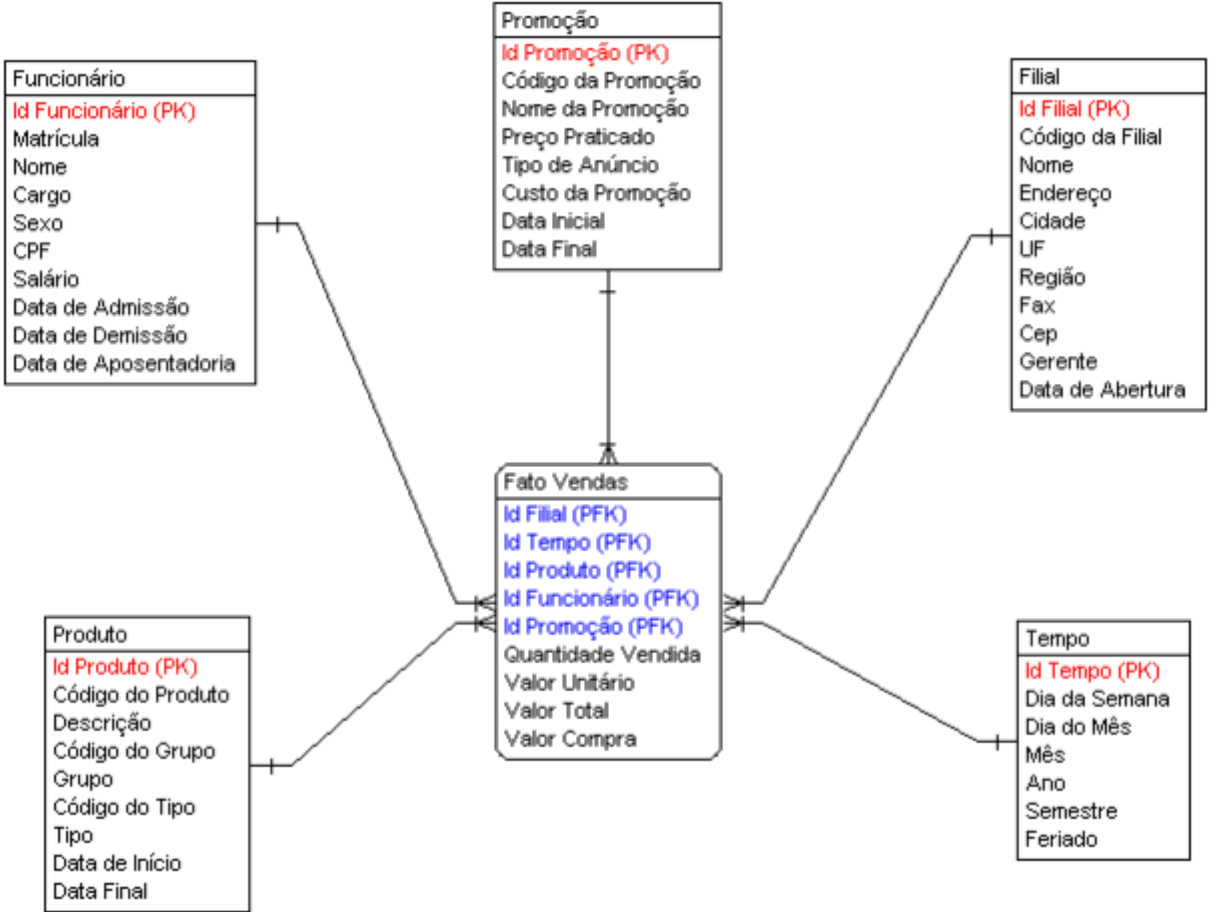 Promoção
Id Promoção (PK)
Código da Promoção
Nome da Promoção
Preço Praticado
Tipo de Anúncio
Custo da Promoção
Data Inicial
Data Final
Funcionário
Id Funcionário (PK)
Matrícula
Nome
Cargo
Sexo
CPF
Salário
Data de Admissão
Data de Demissão
Data de Aposentadoria
Filial
Id Filial (PK)
Código da Filial
Nome
Endereço
Cidade
UF
Região
Fax
Cep
Gerente
Data de Abertura
Fato Vendas
Id Filial (PFK)
Id Tempo (PFK)
Id Produto (PFK)
Id Funcionário (PFK)
Id Promoção (PFK)
Quantidade Vendida
Valor Unitário
Valor Total
Valor Compra
Produto
Id Produto (PK)
Código do Produto
Descrição
Código do Grupo
Grupo
Código do Tipo
Tipo
Data de Início
Data Final
Tempo
Id Tempo (PK)
Dia da Semana
Dia do Mês
Mês
Ano
Semestre
Feriado